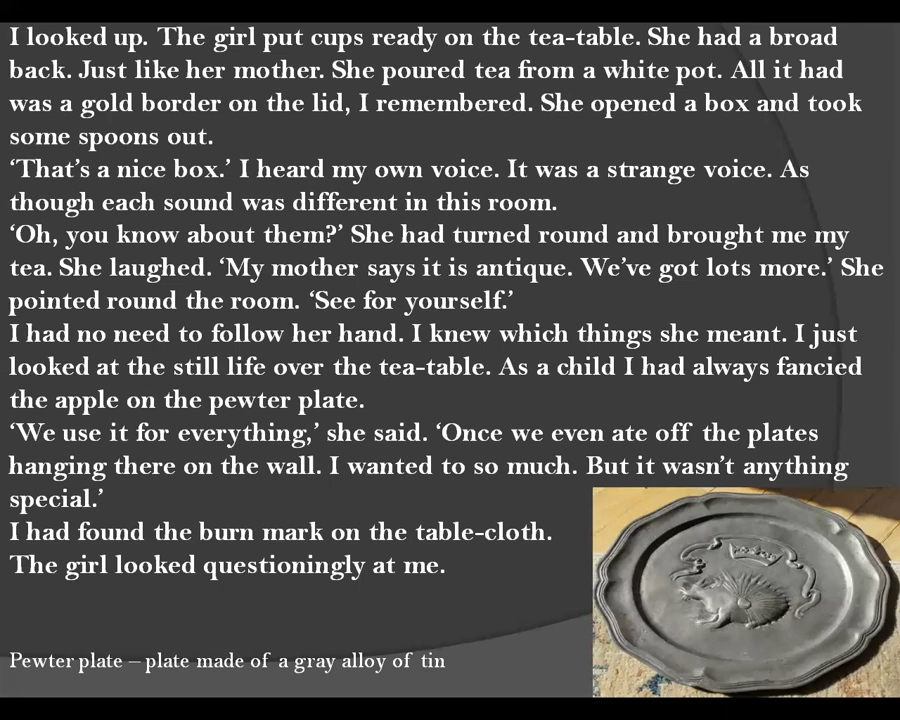 I looked up. The girl put cups ready on the tea-table. She had a broad
back. Just like her mother. She poured tea from a white pot. All it had
was a gold border on the lid, I remembered. She opened a box and took
some spoons out.
‘That’s a nice box.’ I heard my own voice. It was a strange voice. As
though each sound was different in this room.
‘Oh, you know about them?’ She had turned round and brought me my
tea. She laughed. ‘My mother says it is antique. We’ve got lots more.’ She
pointed round the room. ‘See for yourself.’
I had no need to follow her hand. I knew which things she meant. I just
looked at the still life over the tea-table. As a child I had always fancied
the apple on the pewter plate.
‘We use it for everything,’ she said. ‘Once we even ate off the plates
hanging there on the wall. I wanted to so much. But it wasn’t anything
special.’
I had found the burn mark on the table-cloth.
The girl looked questioningly at me.
Pewter plate – plate made of a gray alloy of tin